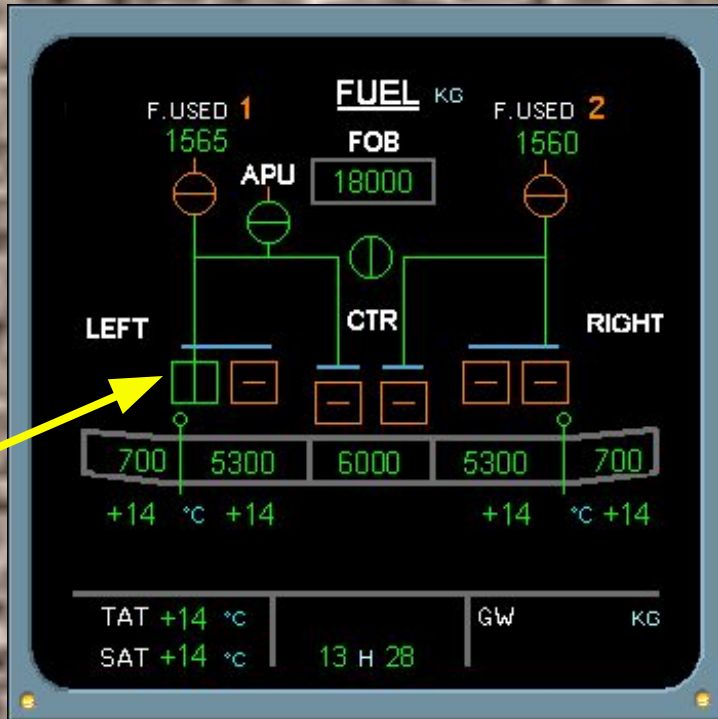 FUEL KG
F.USED 1 F.USED 2
1565 FOB 1560
APU 18000
LEFT CTR RIGHT
700 5300 6000 5300 700
+14 °C +14 +14 °C +14
TAT +14 °C GW KG
SAT +14 °C 13 H 28